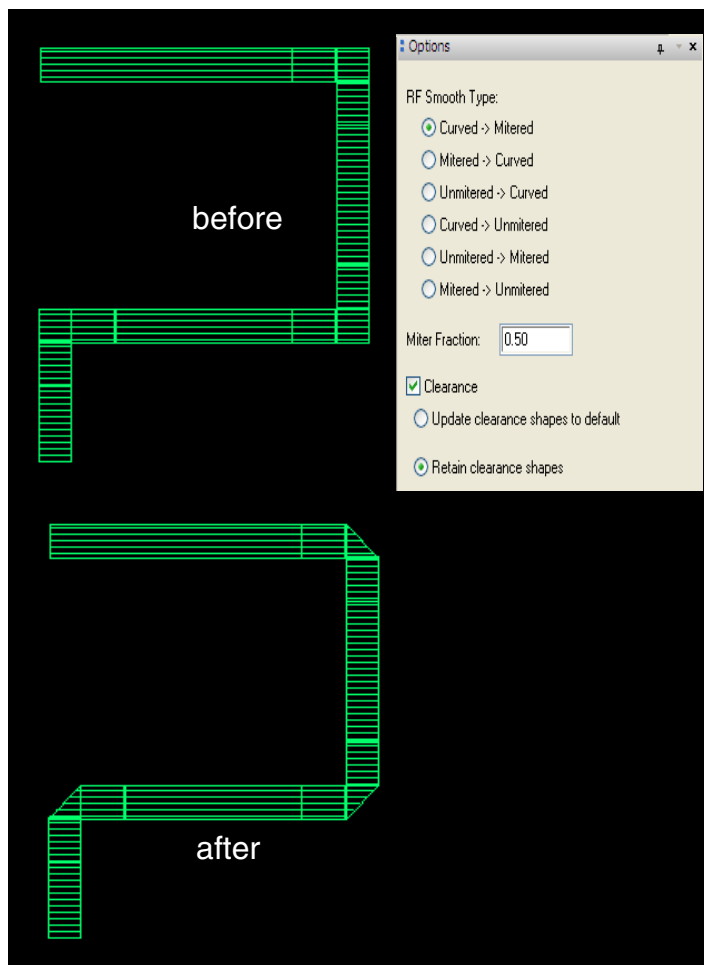 Options
RF Smooth Type:
Curved -> Mitered
Mitered -> Curved
Unmitered -> Curved
Curved -> Unmitered
Unmitered -> Mitered
Mitered -> Unmitered
Miter Fraction: 0.50
Clearance
Update clearance shapes to default
Retain clearance shapes
before
after